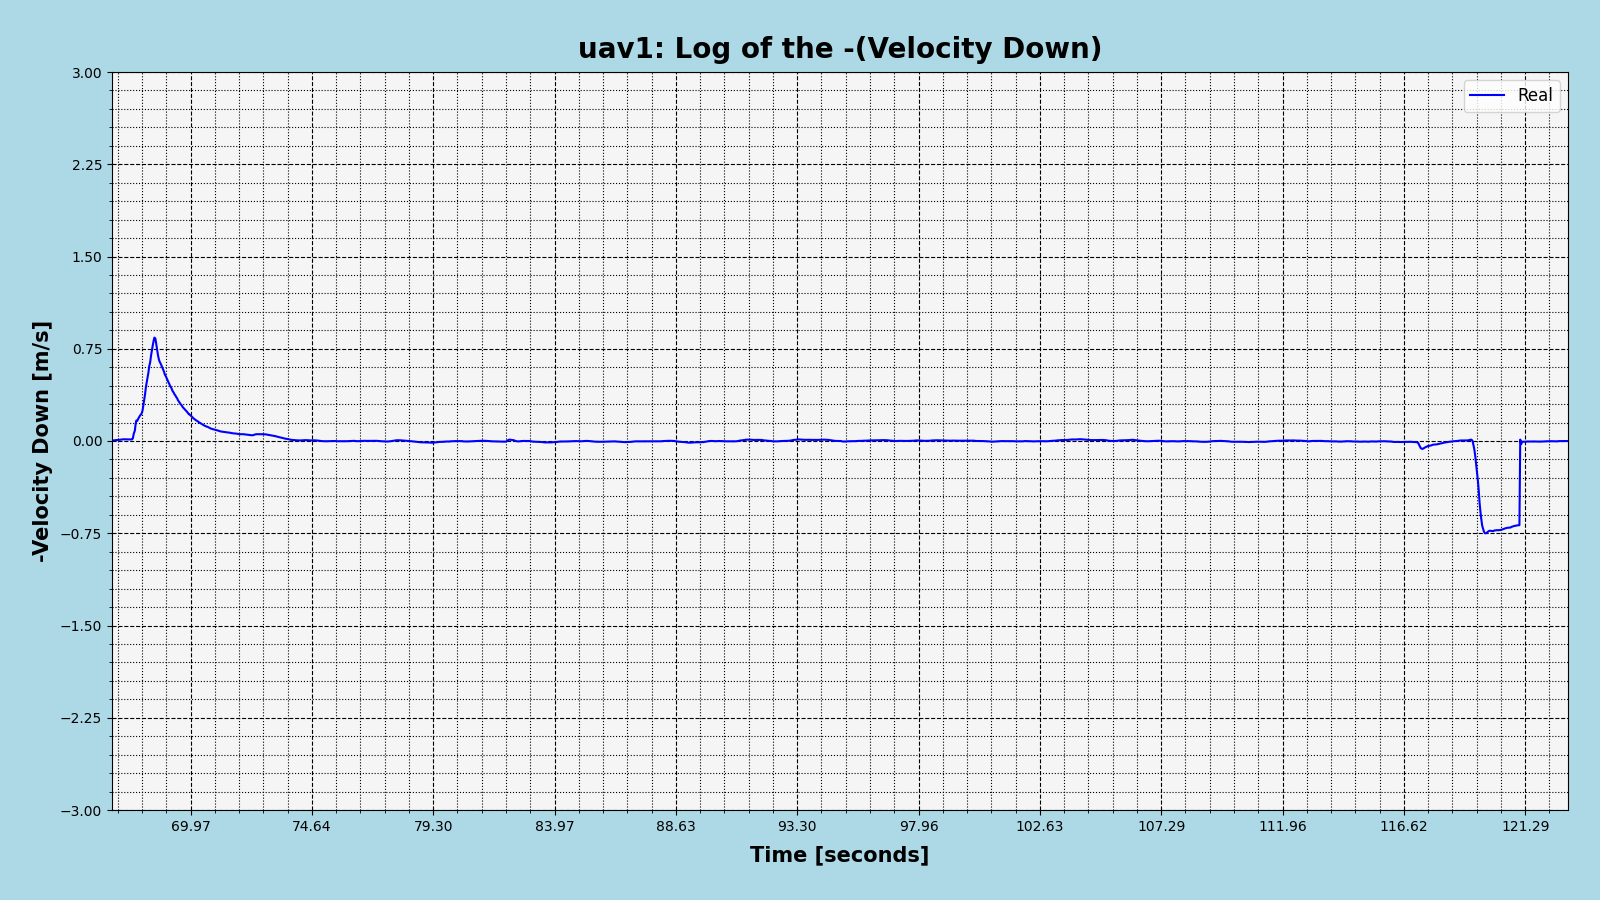 uav1: Log of the -(Velocity Down)
Real
-Velocity Down [m/s]
3.00
2.25
1.50
0.75
0.00
−0.75
−1.50
−2.25
−3.00
69.97 74.64 79.30 83.97 88.63 93.30 97.96 102.63 107.29 111.96 116.62 121.29
Time [seconds]